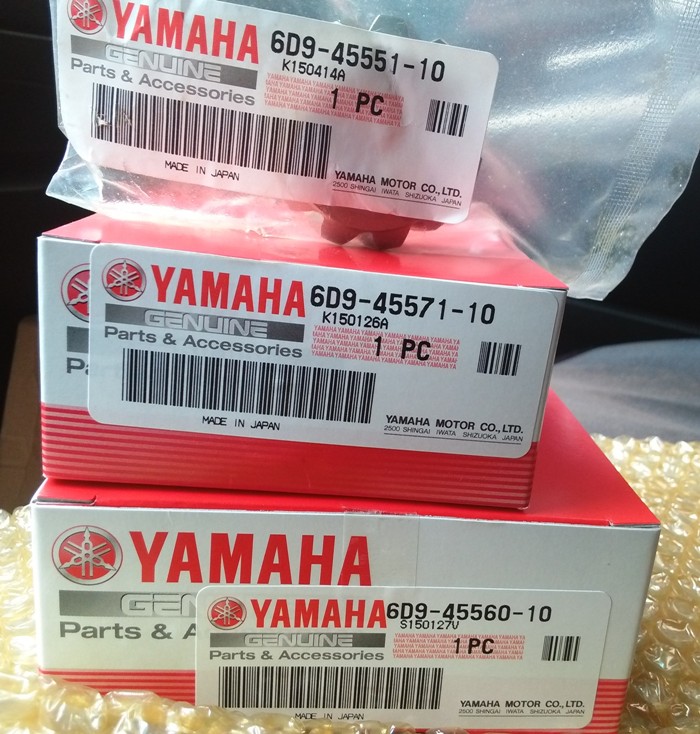 YAMAHA 6D9-45551-10
GENUINE K150414A
Parts & Accessories 1 PC
MADE IN JAPAN YAMAHA MOTOR CO.,LTD.
2500 SHINGAI IWATA SHIZUOKA JAPAN
YAMAHA 6D9-45571-10
GENUINE K150126A
Parts & Accessories 1 PC
MADE IN JAPAN YAMAHA MOTOR CO.,LTD.
2500 SHINGAI IWATA SHIZUOKA JAPAN
YAMAHA
GEN
Parts &
YAMAHA 6D9-45560-10
GENUINE S150127V
Parts & Accessories 1 PC
MADE IN JAPAN YAMAHA MOTOR CO.,LTD.
2500 SHINGAI IWATA SHIZUOKA JAPAN